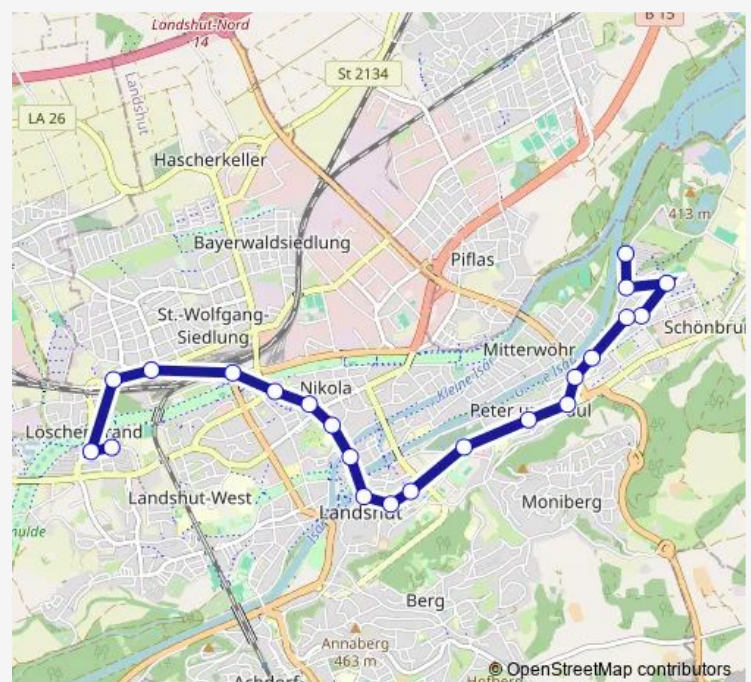 Landshut-Nord
14
B 15
St 2134
LA 26
Landshut
Hascherkeller
413 m
Bayerwaldsiedlung
Piflas
St.-Wolfgang-
Siedlung
Schönbru
Mitterwöhr
Kleine Isar
Nikola
Peter
ul
Landshut-West
Moniberg
Landshut
Isar
Berg
Annaberg
463 m
© OpenStreetMap contributors